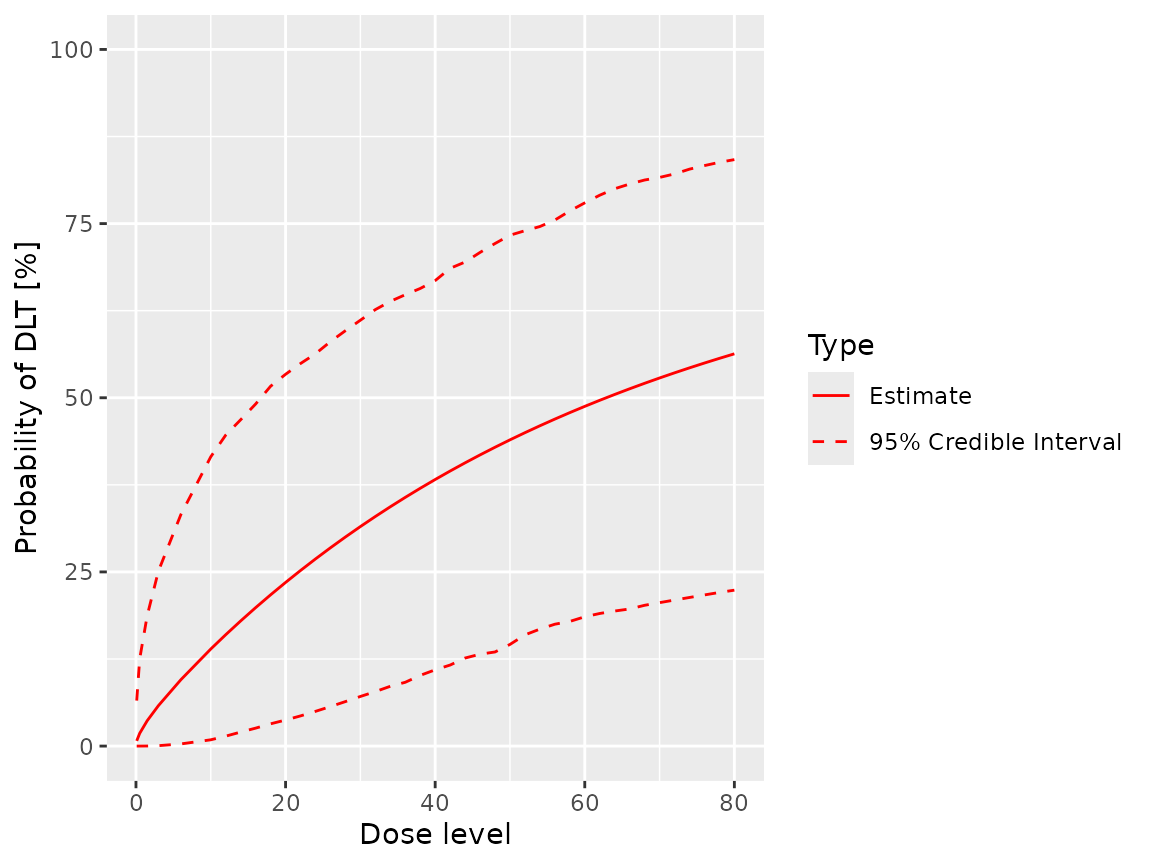 Probability of DLT [%]
100
75
50
25
0
0
20
40
60
80
Dose level
Type
Estimate
95% Credible Interval